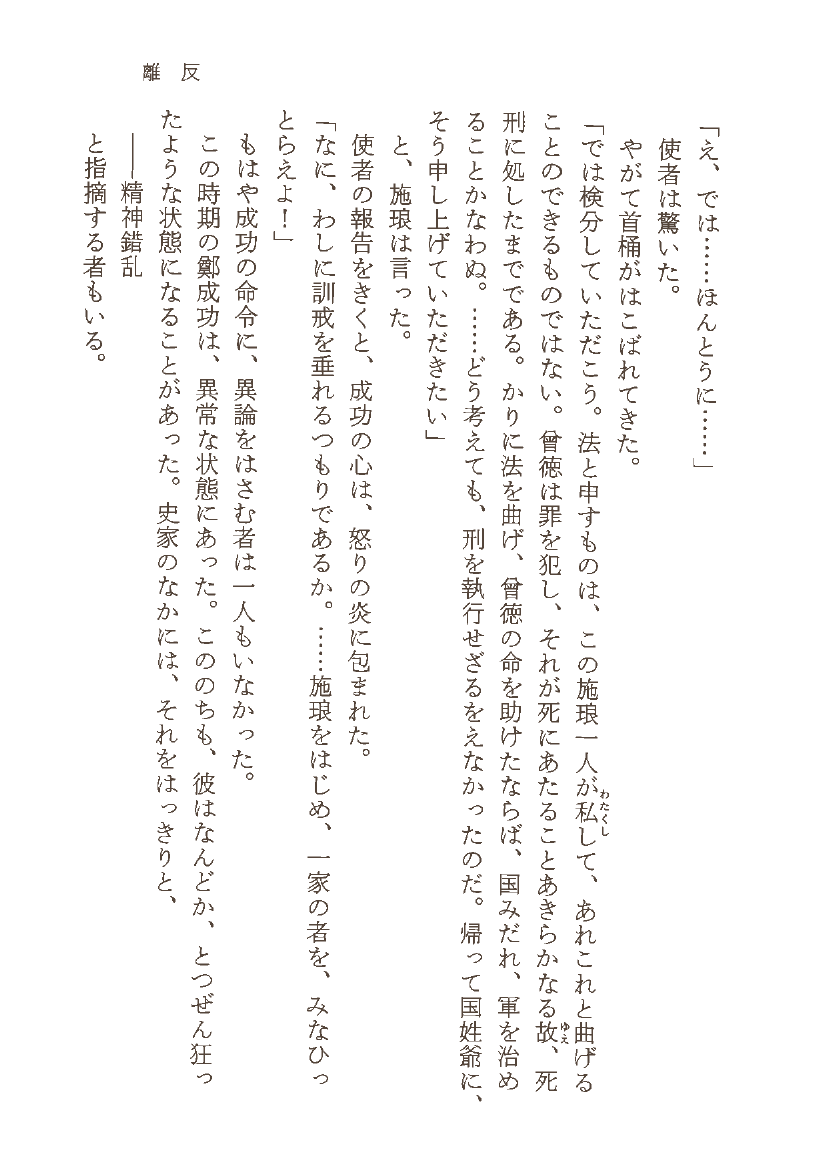 離反
「え、では……ほんとうに……」
使者は驚いた。
やがて首桶がはこばれてきた。
「では検分していただこう。法と申すものは、この施琅一人が私して、あれこれと曲げる
わたくし
ことのできるものではない。曾徳は罪を犯し、それが死にあたることあきらかなる故、死
ゆえ
刑に処したまでである。かりに法を曲げ、曾徳の命を助けたならば、国みだれ、軍を治め
ることかなわぬ。……どう考えても、刑を執行せざるをえなかったのだ。帰って国姓爺に、
そう申し上げていただきたい」
と、施琅は言った。
使者の報告をきくと、成功の心は、怒りの炎に包まれた。
「なに、わしに訓戒を垂れるつもりであるか。……施琅をはじめ、一家の者を、みなひっ
とらえよ！」
もはや成功の命令に、異論をはさむ者は一人もいなかった。
この時期の鄭成功は、異常な状態にあった。こののちも、彼はなんどか、とつぜん狂っ
たような状態になることがあった。史家のなかには、それをはっきりと、
――精神錯乱
と指摘する者もいる。